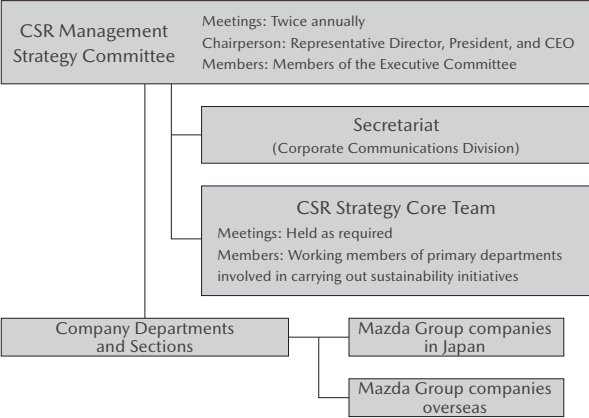 CSR Management
Strategy Committee
Meetings: Twice annually
Chairperson: Representative Director, President, and CEO
Members: Members of the Executive Committee
Secretariat
(Corporate Communications Division)
CSR Strategy Core Team
Meetings: Held as required
Members: Working members of primary departments
involved in carrying out sustainability initiatives
Company Departments
and Sections
Mazda Group companies
in Japan
Mazda Group companies
overseas